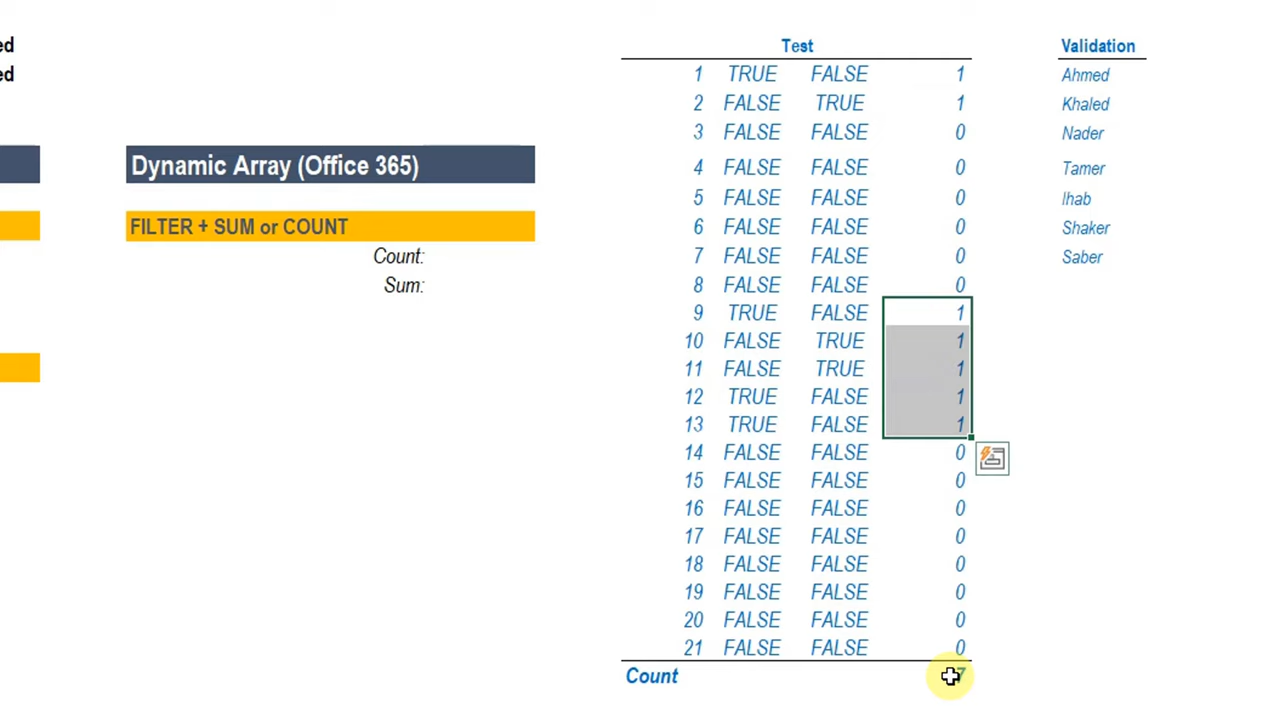 ed
ed
Dynamic Array (Office 365)
FILTER + SUM or COUNT
Count:
Sum:
Test
1 TRUE FALSE 1
2 FALSE TRUE 1
3 FALSE FALSE 0
4 FALSE FALSE 0
5 FALSE FALSE 0
6 FALSE FALSE 0
7 FALSE FALSE 0
8 FALSE FALSE 0
9 TRUE FALSE 1
10 FALSE TRUE 1
11 FALSE TRUE 1
12 TRUE FALSE 1
13 TRUE FALSE 1
14 FALSE FALSE 0
15 FALSE FALSE 0
16 FALSE FALSE 0
17 FALSE FALSE 0
18 FALSE FALSE 0
19 FALSE FALSE 0
20 FALSE FALSE 0
21 FALSE FALSE 0
Count 7
Validation
Ahmed
Khaled
Nader
Tamer
Ihab
Shaker
Saber